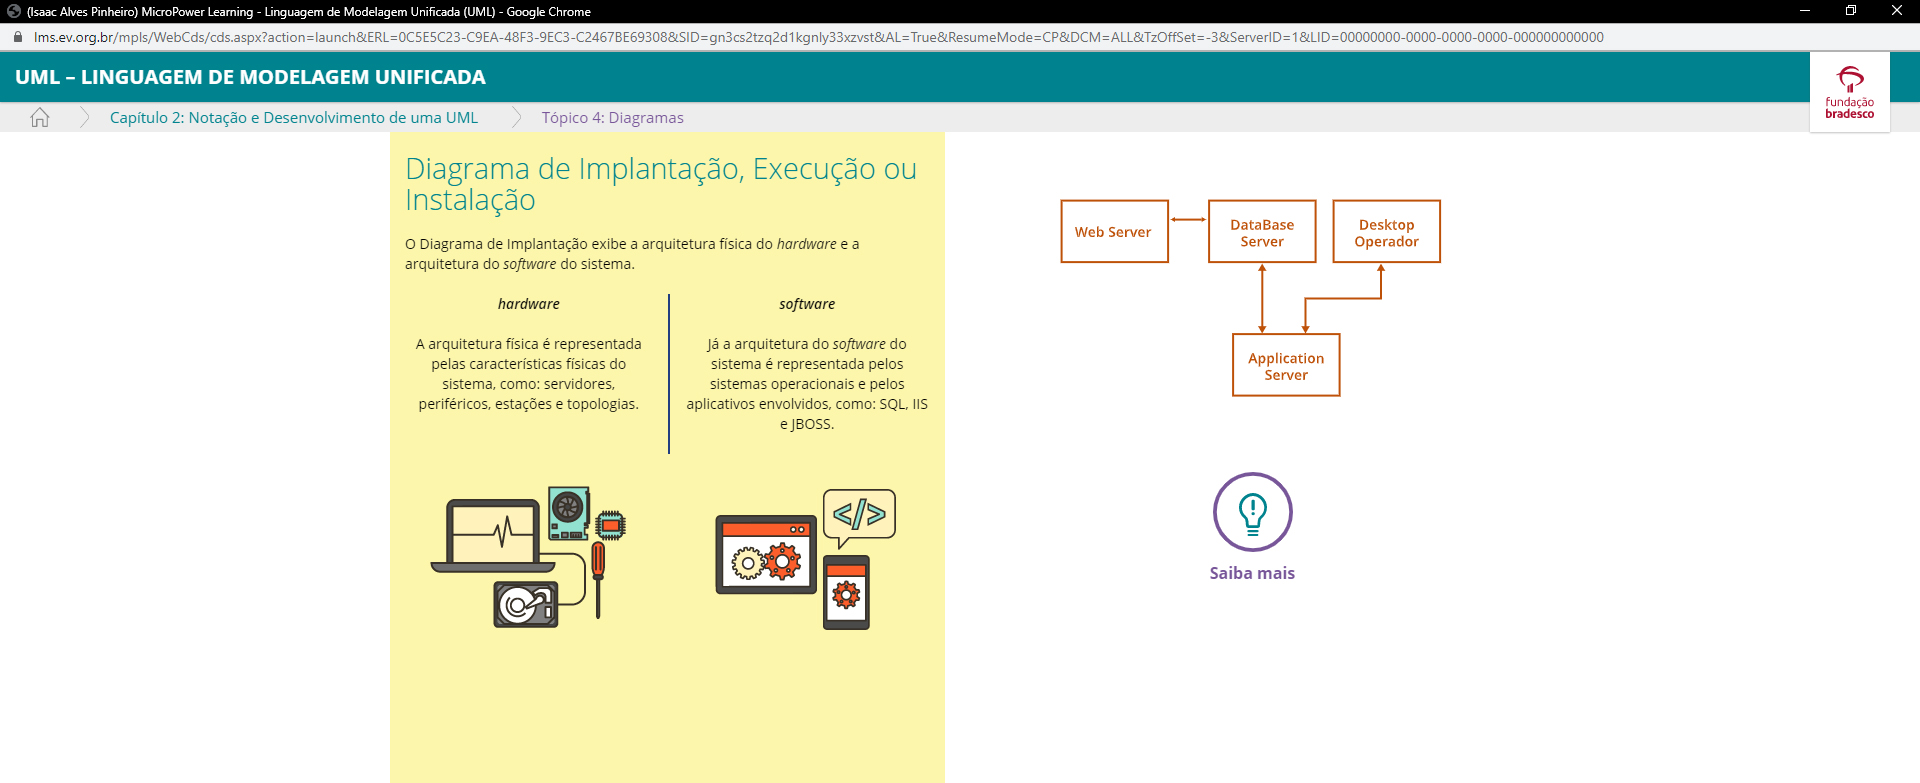 (Isaac Alves Pinheiro) MicroPower Learning - Linguagem de Modelagem Unificada (UML) - Google Chrome
lms.ev.org.br/mpls/WebCds/cds.aspx?action=launch&ERL=0C5E5C23-C9EA-48F3-9EC3-C2467BE69308&SID=gn3cs2tzq2d1kgnly33xzvst&AL=True&ResumeMode=CP&DCM=ALL&TzOffSet=-3&ServerID=1&LID=00000000-0000-0000-0000-000000000000
UML – LINGUAGEM DE MODELAGEM UNIFICADA
fundação
bradesco
Capítulo 2: Notação e Desenvolvimento de uma UML
Tópico 4: Diagramas
Diagrama de Implantação, Execução ou
Instalação
O Diagrama de Implantação exibe a arquitetura física do hardware e a
arquitetura do software do sistema.
hardware
A arquitetura física é representada
pelas características físicas do
sistema, como: servidores,
periféricos, estações e topologias.
software
Já a arquitetura do software do
sistema é representada pelos
sistemas operacionais e pelos
aplicativos envolvidos, como: SQL, IIS
e JBOSS.
</>
Web Server
DataBase
Server
Desktop
Operador
Application
Server
Saiba mais